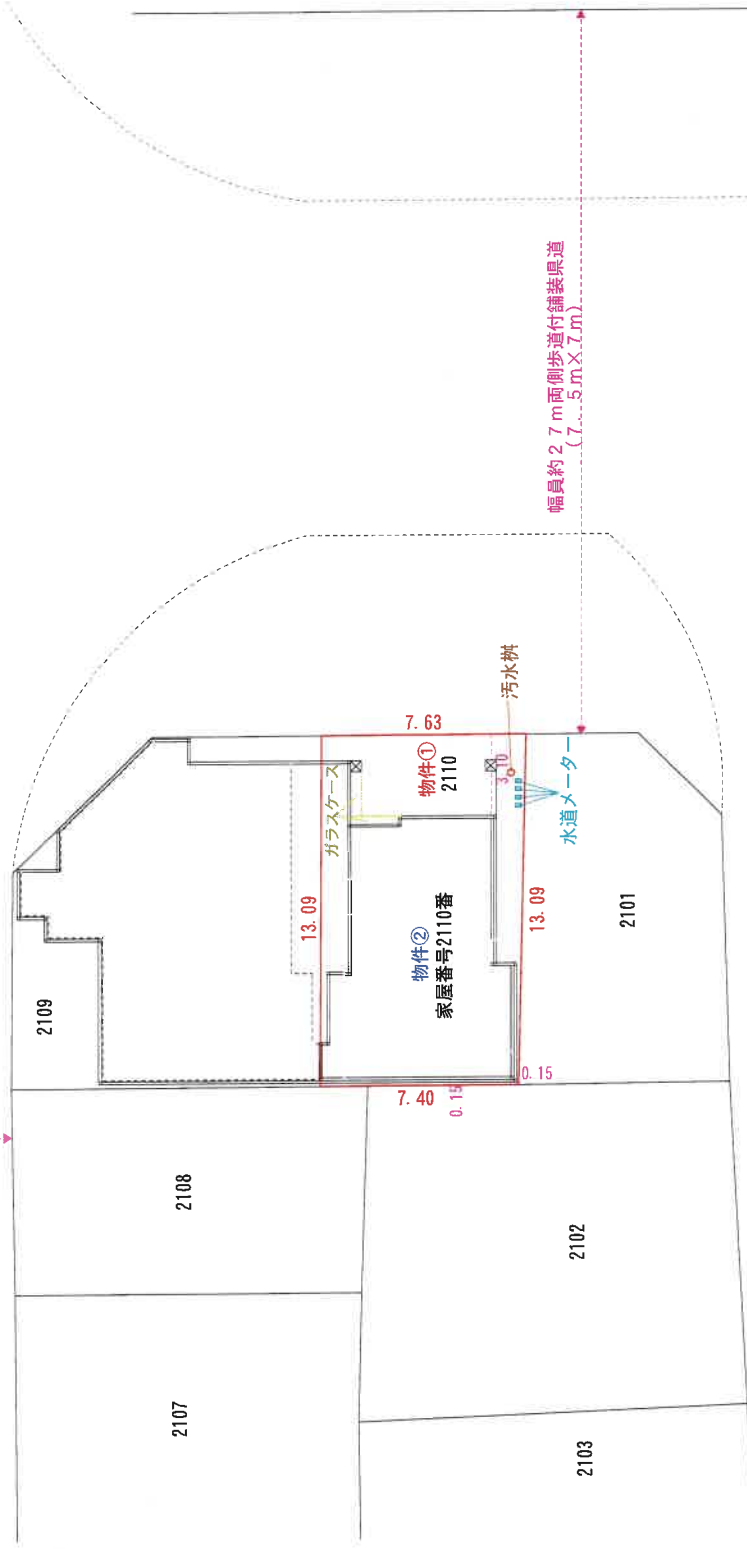 幅員約27m両側歩道付舗装県道
(7.5m×7m)
汚水桝
7.63
物件①
2110
3.10
水道メーター
ガラスケース
13.09
13.09
2101
物件②
家屋番号2110番
2109
0.15
7.40
0.15
2108
2102
2107
2103